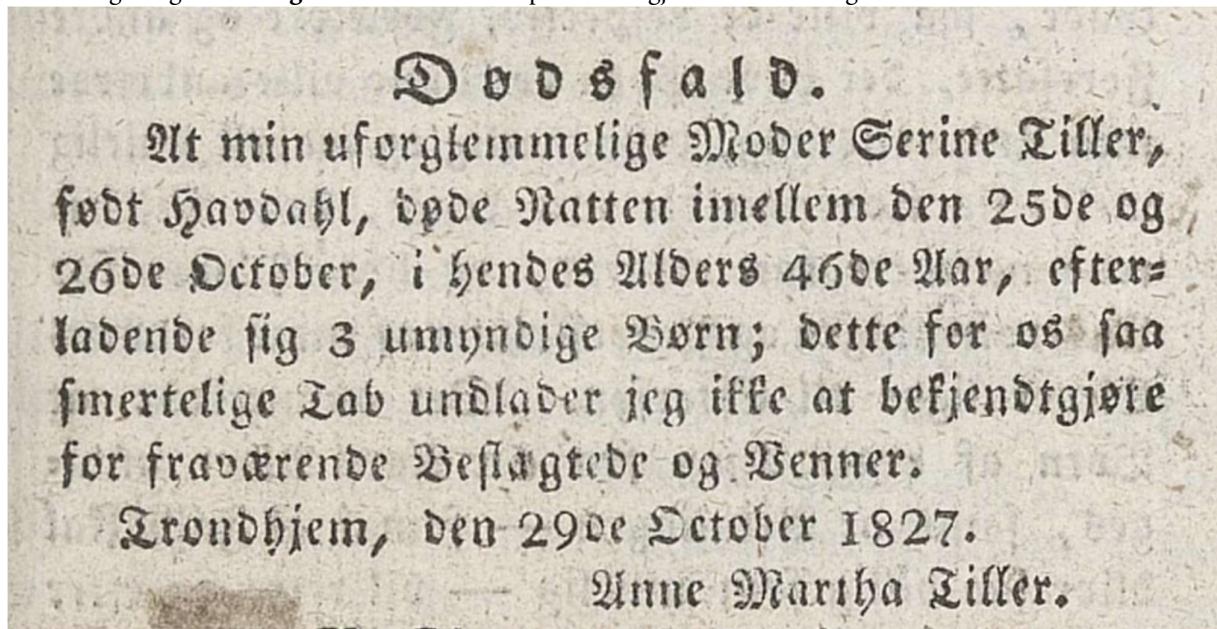 Dødsfald.
At min uforglemmelige Moder Serine Tiller,
født Havdahl, døde Natten imellem den 25de og
26de October, i hendes Alders 46de Aar, efter-
ladende sig 3 umyndige Børn; dette for os saa
smertelige Tab undlader jeg ikke at bekjendtgjøre
for fraværende Beslægtede og Venner.
Trondhjem, den 29de October 1827.
Anne Martha Tiller.